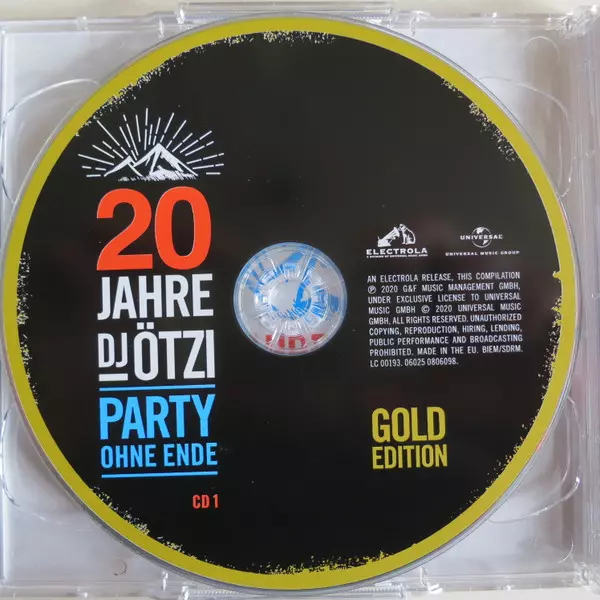 20
JAHRE
DJ ÖTZI
PARTY
OHNE ENDE
CD 1
ELECTROLA
UNIVERSAL
UNIVERSAL MUSIC GROUP
AN ELECTROLA RELEASE, THIS COMPILATION
℗ 2020 G&F MUSIC MANAGEMENT GMBH,
UNDER EXCLUSIVE LICENSE TO UNIVERSAL
MUSIC GMBH © 2020 UNIVERSAL MUSIC
GMBH, ALL RIGHTS RESERVED. UNAUTHORIZED
COPYING, REPRODUCTION, HIRING, LENDING,
PUBLIC PERFORMANCE AND BROADCASTING
PROHIBITED. MADE IN THE EU. BIEM/SDRM.
LC 00193. 06025 0806098.
GOLD
EDITION